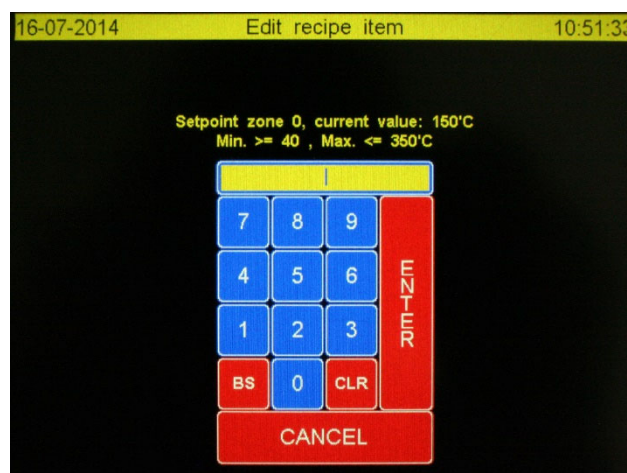 16-07-2014 Edit recipe item 10:51:33
Setpoint zone 0, current value: 150'C
Min. >= 40 , Max. <= 350'C
7 8 9
4 5 6
ENTER
1 2 3
BS 0 CLR
CANCEL